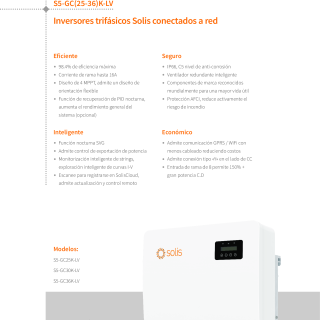 S5-GC(25-36)K-LV
Inversores trifásicos Solis conectados a red
Eficiente
• 98.4% de eficiencia máxima
• Corriente de rama hasta 16A
• Diseño de 4 MPPT, admite un diseño de
orientación flexible
• Función de recuperación de PID nocturna,
aumenta el rendimiento general del
sistema (opcional)
Seguro
• IP66, C5 nivel de anti corrosión
• Ventilador redundante inteligente
• Componentes de marca reconocidos
mundialmente para una mayor vida útil
• Protección AFCI, reduce activamente el
riesgo de incendio
Inteligente
• Función nocturna SVG
• Admite control de exportación de potencia
• Monitorización inteligente de strings,
exploración inteligente de curvas I-V
• Escanee para registrarse en SolisCloud,
admite actualización y control remoto
Económico
• Admite comunicación GPRS / WiFi con
menos cableado reduciendo costos
• Admite conexión tipo «Y» en el lado de CC
• Entrada de rama de 8 permite 150% +
gran potencia C.D
Modelos:
S5-GC25K-LV
S5-GC30K-LV
S5-GC36K-LV
solis